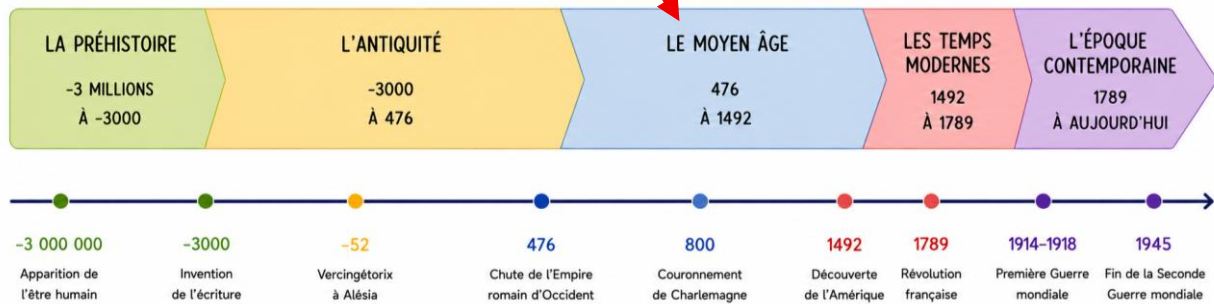 LA PRÉHISTOIRE
-3 MILLIONS
À -3000
L'ANTIQUITÉ
-3000
À 476
LE MOYEN ÂGE
476
À 1492
LES TEMPS
MODERNES
1492
À 1789
L'ÉPOQUE
CONTEMPORAINE
1789
À AUJOURD'HUI
-3 000 000
Apparition de
l'être humain
-3000
Invention
de l'écriture
-52
Vercingétorix
à Alésia
476
Chute de l'Empire
romain d'Occident
800
Couronnement
de Charlemagne
1492
Découverte
de l'Amérique
1789
Révolution
française
1914-1918
Première Guerre
mondiale
1945
Fin de la Seconde
Guerre mondiale